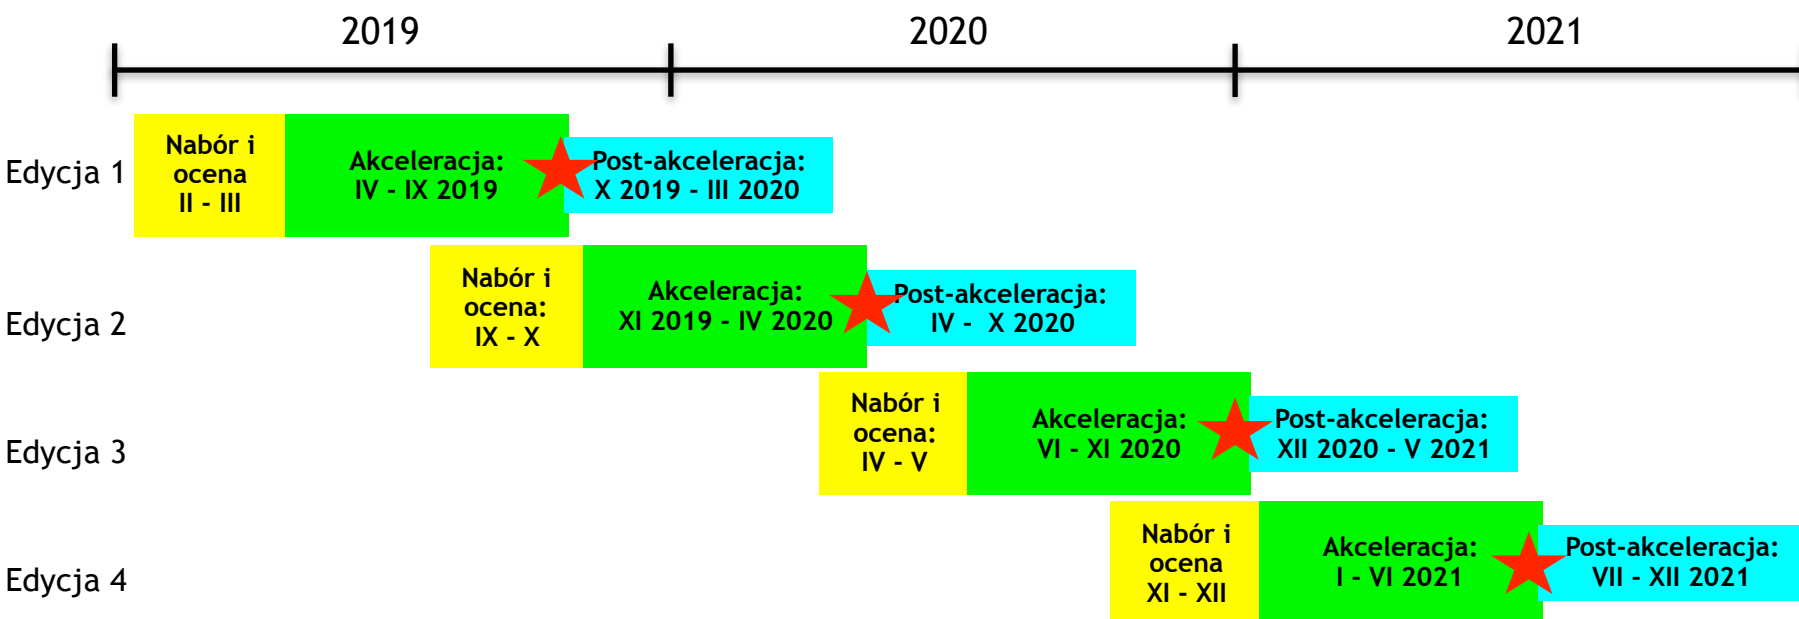 2019
2020
2021
Edycja 1
Nabór i
ocena
II - III
Akceleracja:
IV - IX 2019
Post-akceleracja:
X 2019 - III 2020
Edycja 2
Nabór i
ocena:
IX - X
Akceleracja:
XI 2019 - IV 2020
Post-akceleracja:
IV -  X 2020
Edycja 3
Nabór i
ocena:
IV - V
Akceleracja:
VI - XI 2020
Post-akceleracja:
XII 2020 - V 2021
Edycja 4
Nabór i
ocena
XI - XII
Akceleracja:
I - VI 2021
Post-akceleracja:
VII - XII 2021